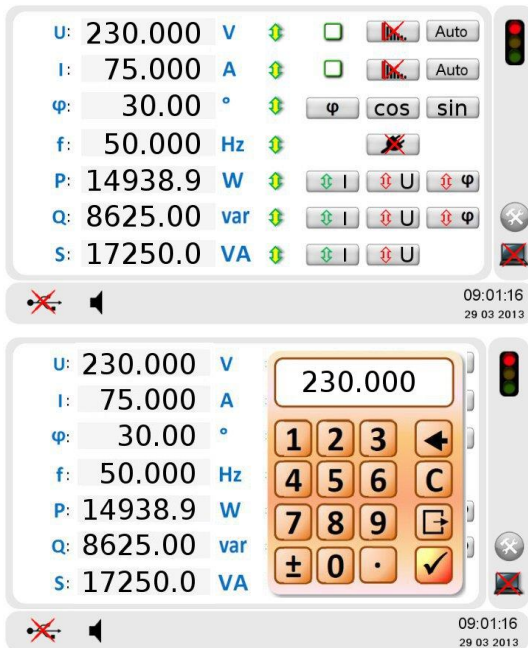 U: 230.000 V Auto
I: 75.000 A Auto
φ: 30.00 ° φ cos sin
f: 50.000 Hz
P: 14938.9 W I U φ
Q: 8625.00 var I U φ
S: 17250.0 VA I U
09:01:16
29 03 2013
U: 230.000 V 230.000
I: 75.000 A 1 2 3
φ: 30.00 °
f: 50.000 Hz 4 5 6 C
P: 14938.9 W 7 8 9
Q: 8625.00 var
S: 17250.0 VA ± 0 ·
09:01:16
29 03 2013